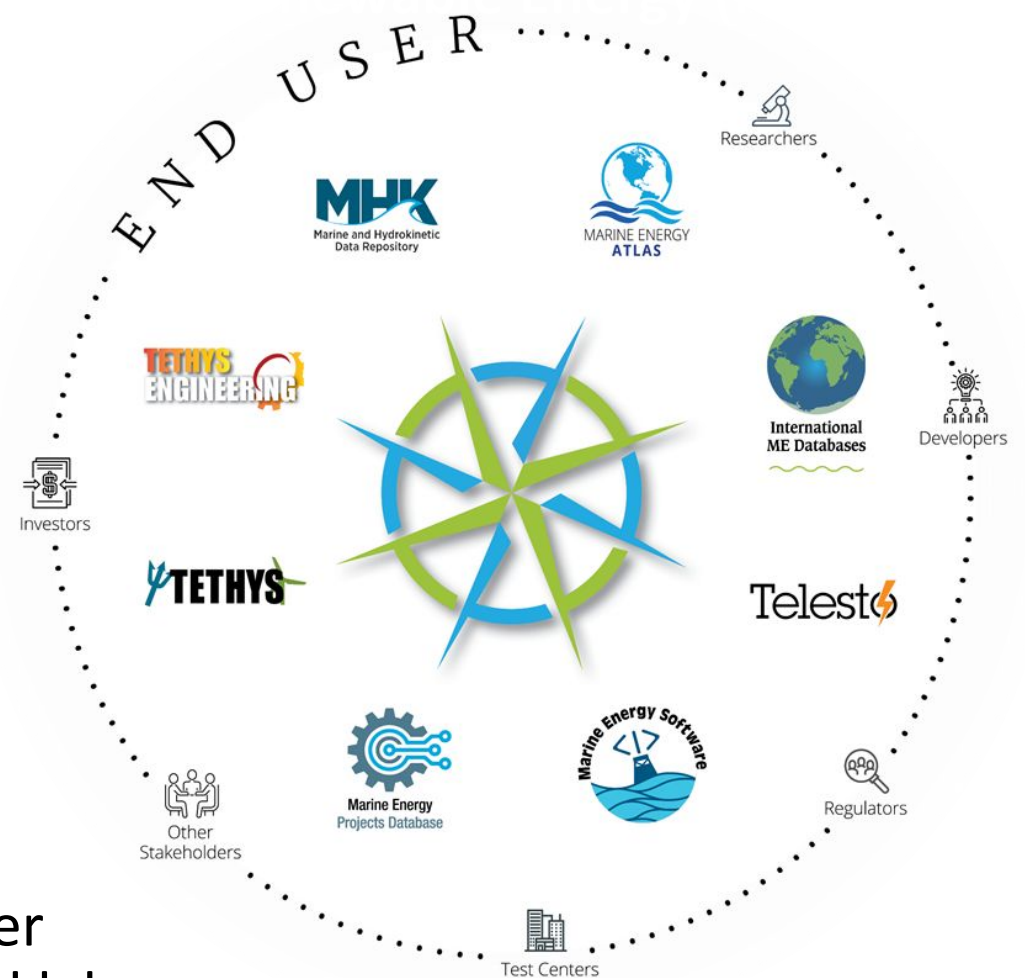 END USER
Researchers
MHK
Marine and Hydrokinetic
Data Repository
MARINE ENERGY
ATLAS
TETHYS
ENGINEERING
International
ME Databases
Developers
Investors
TETHYS
Telesto
Marine Energy Software
</>
Marine Energy
Projects Database
Regulators
Other
Stakeholders
Test Centers
er